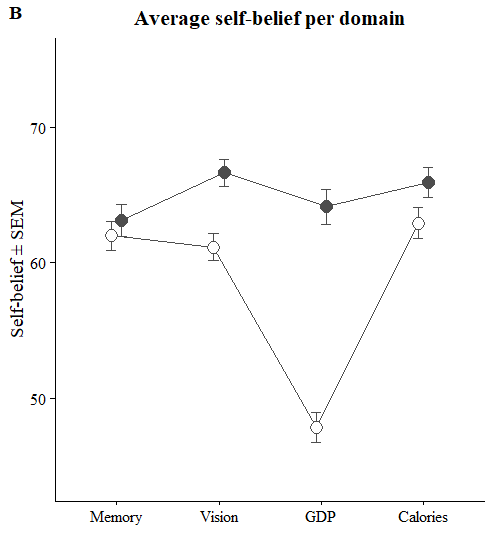 B
Average self-belief per domain
Self-belief ± SEM
70
60
50
Memory Vision GDP Calories